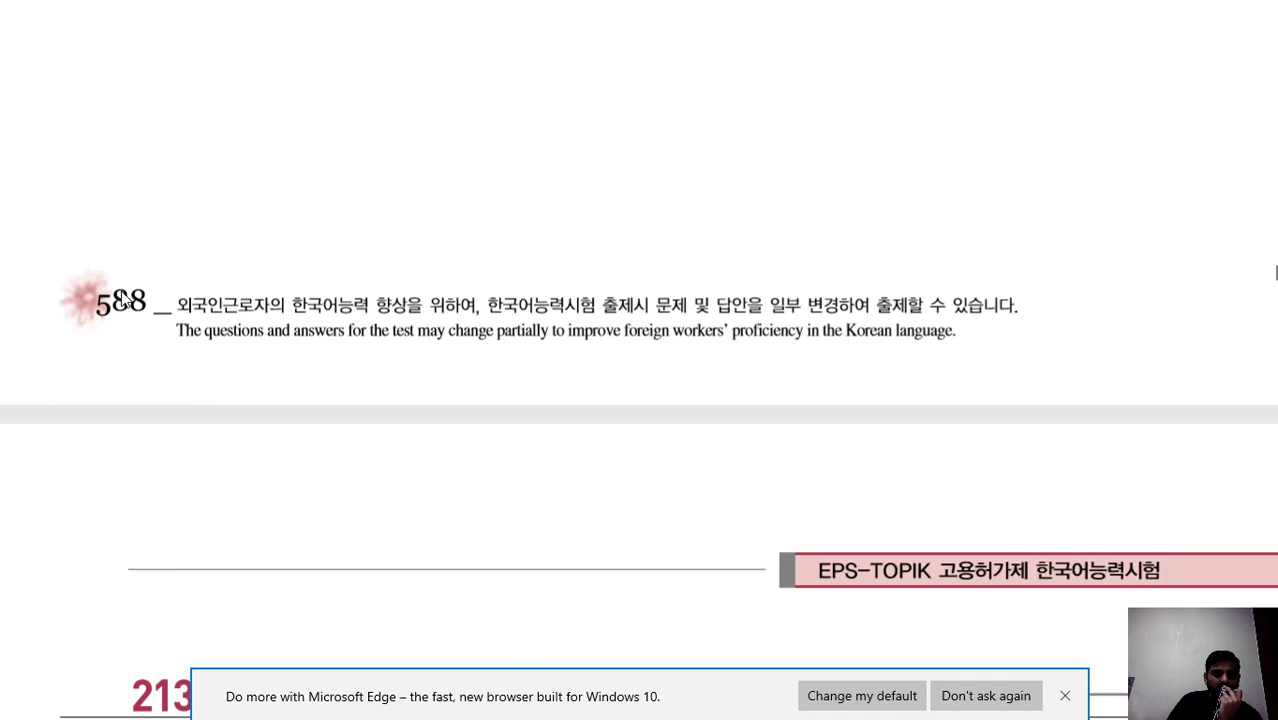 588 _ 외국인근로자의 한국어능력 향상을 위하여, 한국어능력시험 출제시 문제 및 답안을 일부 변경하여 출제할 수 있습니다.
The questions and answers for the test may change partially to improve foreign workers' proficiency in the Korean language.
EPS-TOPIK 고용허가제 한국어능력시험
213
Do more with Microsoft Edge – the fast, new browser built for Windows 10.
Change my default
Don't ask again